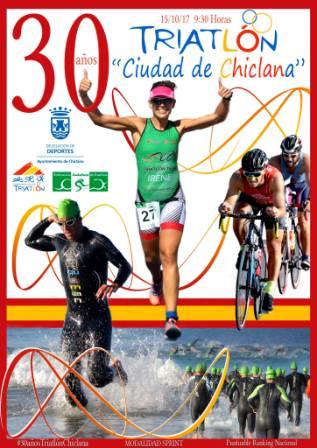 30
años
15/10/17 9:30 Horas
TRIATLÓN
"Ciudad de Chiclana"
DELEGACIÓN DE
DEPORTES
Ayuntamiento de Chiclana
TRIATLÓN
IRENE
27
#30añosTriatlónChiclana
MODALIDAD SPRINT
Puntuable Ranking Nacional